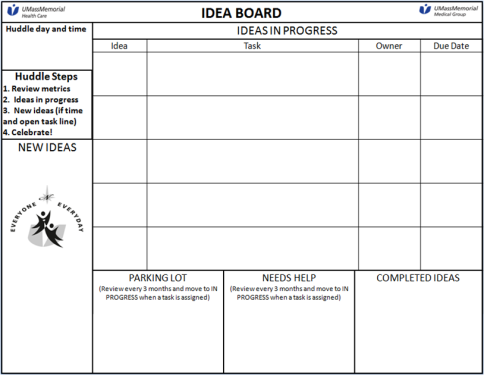 UMassMemorial
Health Care
IDEA BOARD
UMassMemorial
Medical Group
Huddle day and time
IDEAS IN PROGRESS
Idea
Task
Owner
Due Date
Huddle Steps
1. Review metrics
2. Ideas in progress
3. New ideas (if time
and open task line)
4. Celebrate!
NEW IDEAS
EVERYONE EVERYDAY
PARKING LOT
(Review every 3 months and move to IN
PROGRESS when a task is assigned)
NEEDS HELP
(Review every 3 months and move to IN
PROGRESS when a task is assigned)
COMPLETED IDEAS